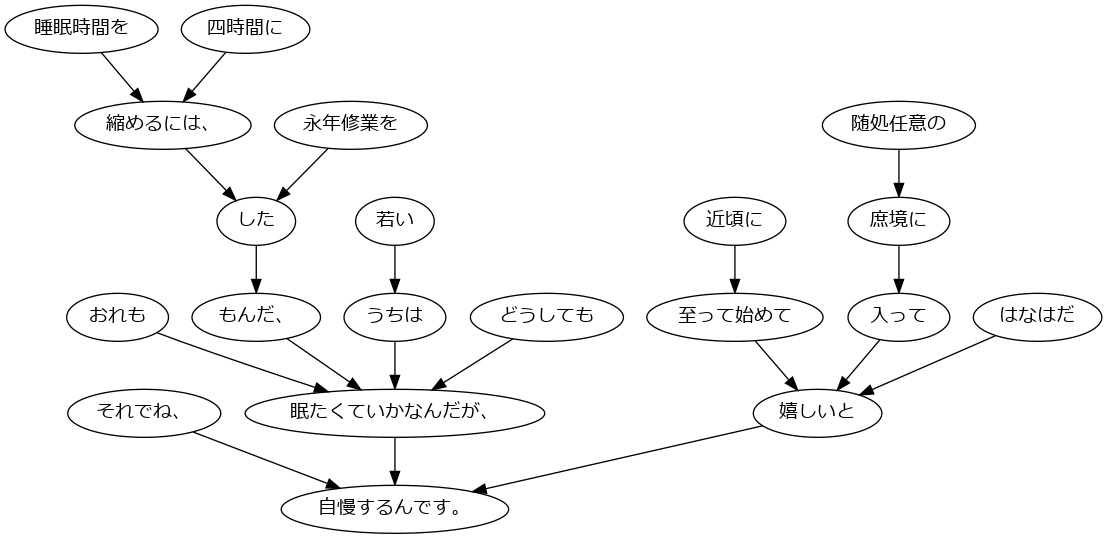 睡眠時間を
四時間に
縮めるには、
永年修業を
随処任意の
した
若い
近頃に
庶境に
おれも
もんだ、
うちは
どうしても
至って始めて
入って
はなはだ
それでね、
眠たくていかなんだが、
嬉しいと
自慢するんです。